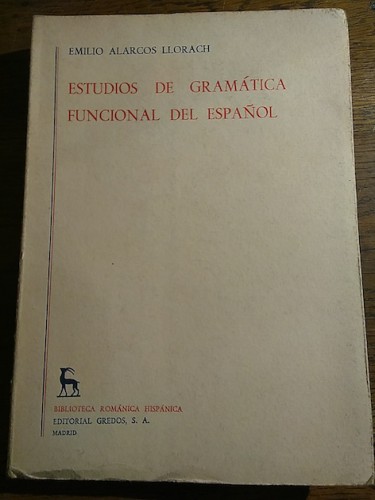 EMILIO ALARCOS LLORACH
ESTUDIOS DE GRAMÁTICA
FUNCIONAL DEL ESPAÑOL
BIBLIOTECA ROMÁNICA HISPÁNICA
EDITORIAL GREDOS, S. A.
MADRID